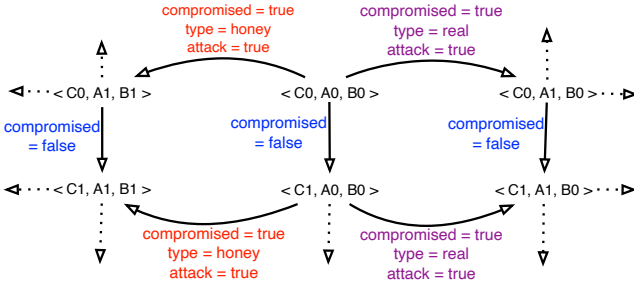 compromised = true
type = honey
attack = true
compromised = true
type = real
attack = true
< C0, A1, B1 >
< C0, A0, B0 >
< C0, A1, B0 >
compromised
= false
compromised
= false
compromised
= false
< C1, A1, B1 >
< C1, A0, B0 >
< C1, A1, B0 >
compromised = true
type = honey
attack = true
compromised = true
type = real
attack = true